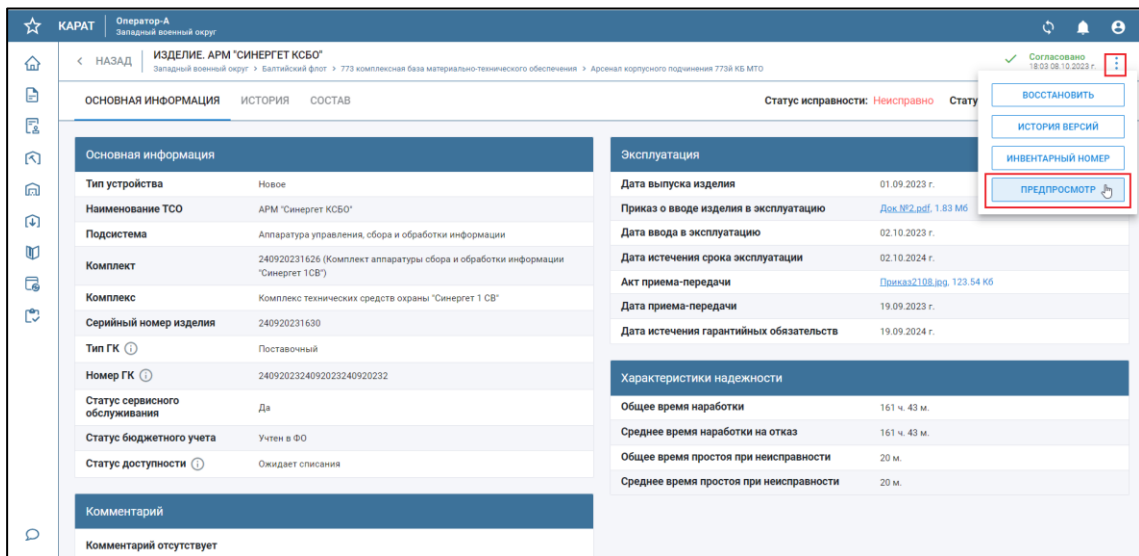 КАРАТ
Оператор-А
Западный военный округ
НАЗАД
ИЗДЕЛИЕ. АРМ "СИНЕРГЕТ КСБО"
Западный военный округ > Балтийский флот > 773 комплексная база материально-технического обеспечения > Арсенал корпусного подчинения 773й КБ МТО
Согласовано
18:03 08.10.2023 г.
ОСНОВНАЯ ИНФОРМАЦИЯ
ИСТОРИЯ
СОСТАВ
Статус исправности: Неисправно
Стату
ВОССТАНОВИТЬ
ИСТОРИЯ ВЕРСИЙ
ИНВЕНТАРНЫЙ НОМЕР
ПРЕДПРОСМОТР
Основная информация
Тип устройства Новое
Наименование ТСО АРМ "Синергет КСБО"
Подсистема Аппаратура управления, сбора и обработки информации
Комплект 240920231626 (Комплект аппаратуры сбора и обработки информации
"Синергет 1СВ")
Комплекс Комплекс технических средств охраны "Синергет 1 СВ"
Серийный номер изделия 240920231630
Тип ГК Поставочный
Номер ГК 2409202324092023240920232
Статус сервисного
обслуживания Да
Статус бюджетного учета Учтен в ФО
Статус доступности Ожидает списания
Комментарий
Комментарий отсутствует
Эксплуатация
Дата выпуска изделия 01.09.2023 г.
Приказ о вводе изделия в эксплуатацию Док №2.pdf, 1.83 Мб
Дата ввода в эксплуатацию 02.10.2023 г.
Дата истечения срока эксплуатации 02.10.2024 г.
Акт приема-передачи Приказ2108.jpg, 123.54 Кб
Дата приема-передачи 19.09.2023 г.
Дата истечения гарантийных обязательств 19.09.2024 г.
Характеристики надежности
Общее время наработки 161 ч. 43 м.
Среднее время наработки на отказ 161 ч. 43 м.
Общее время простоя при неисправности 20 м.
Среднее время простоя при неисправности 20 м.